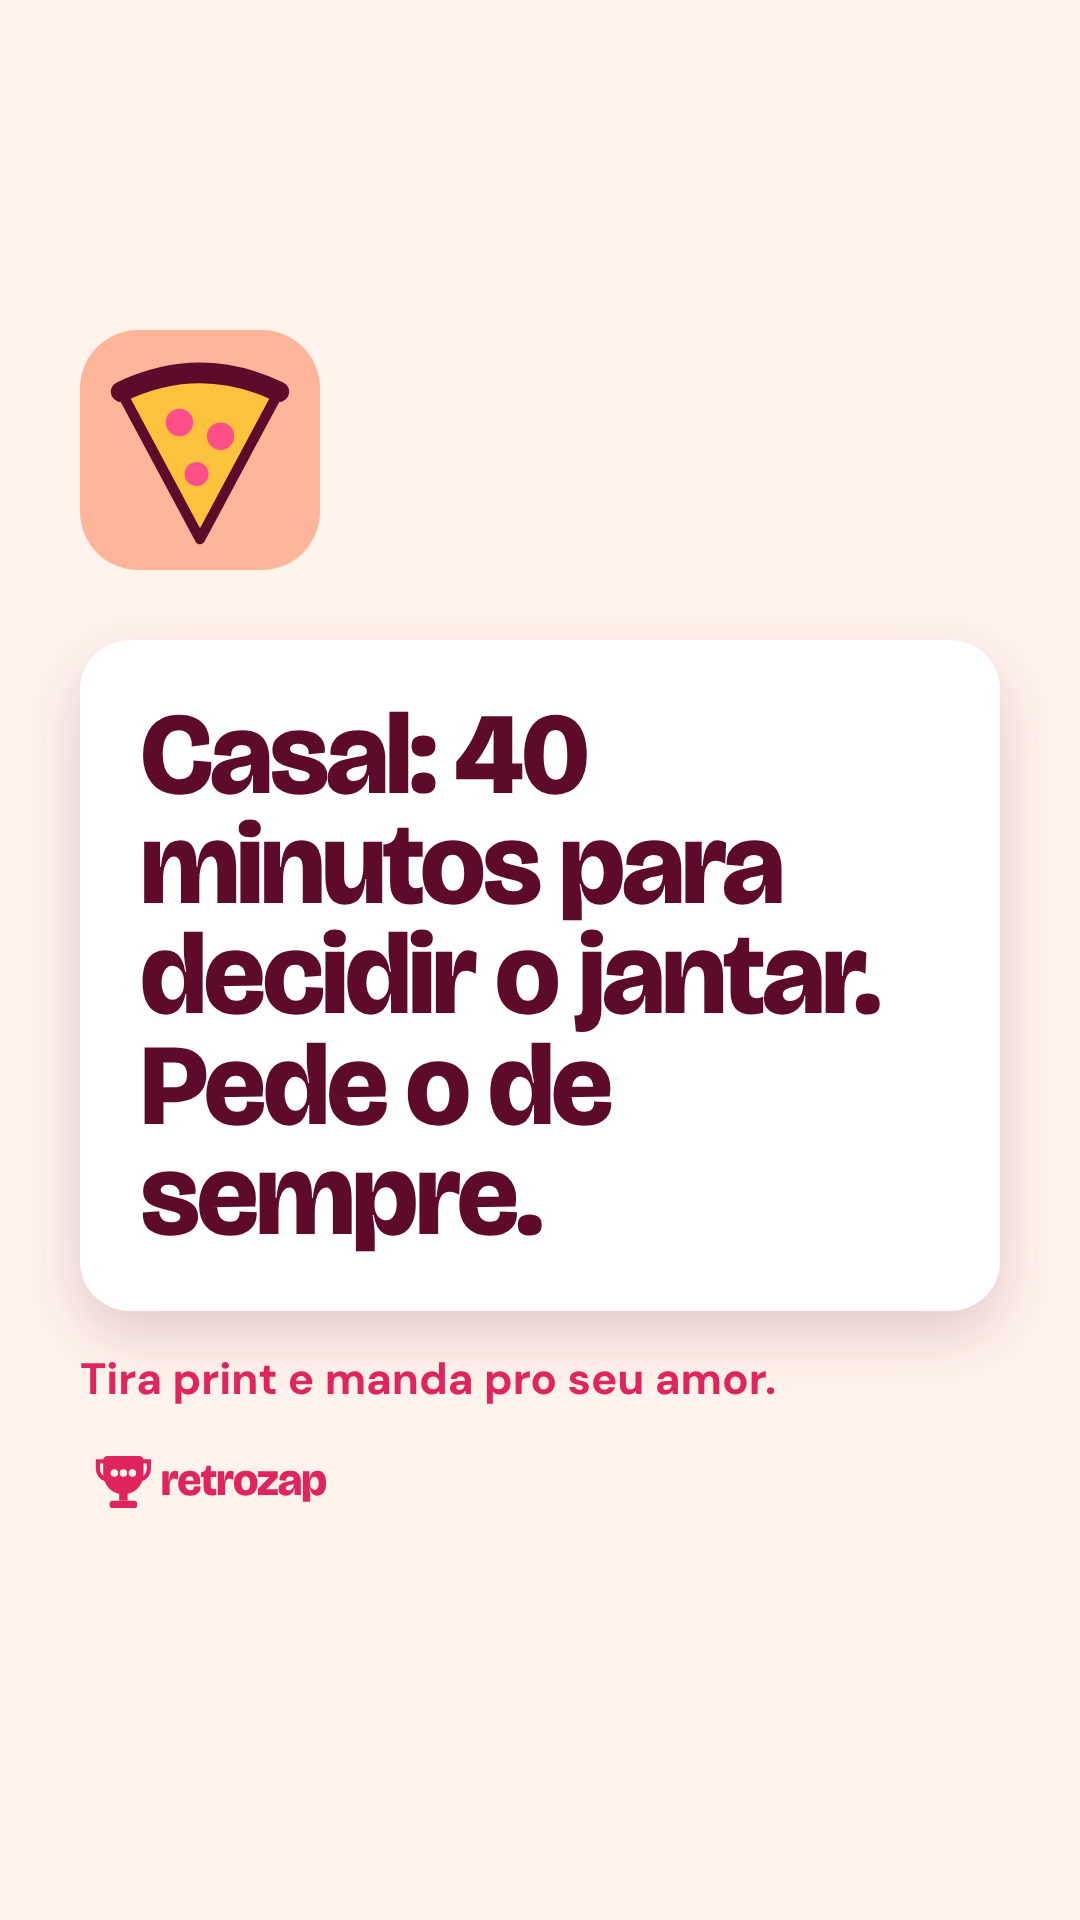 Casal: 40
minutos para
decidir o jantar.
Pede o de
sempre.
Tira print e manda pro seu amor.
retrozap